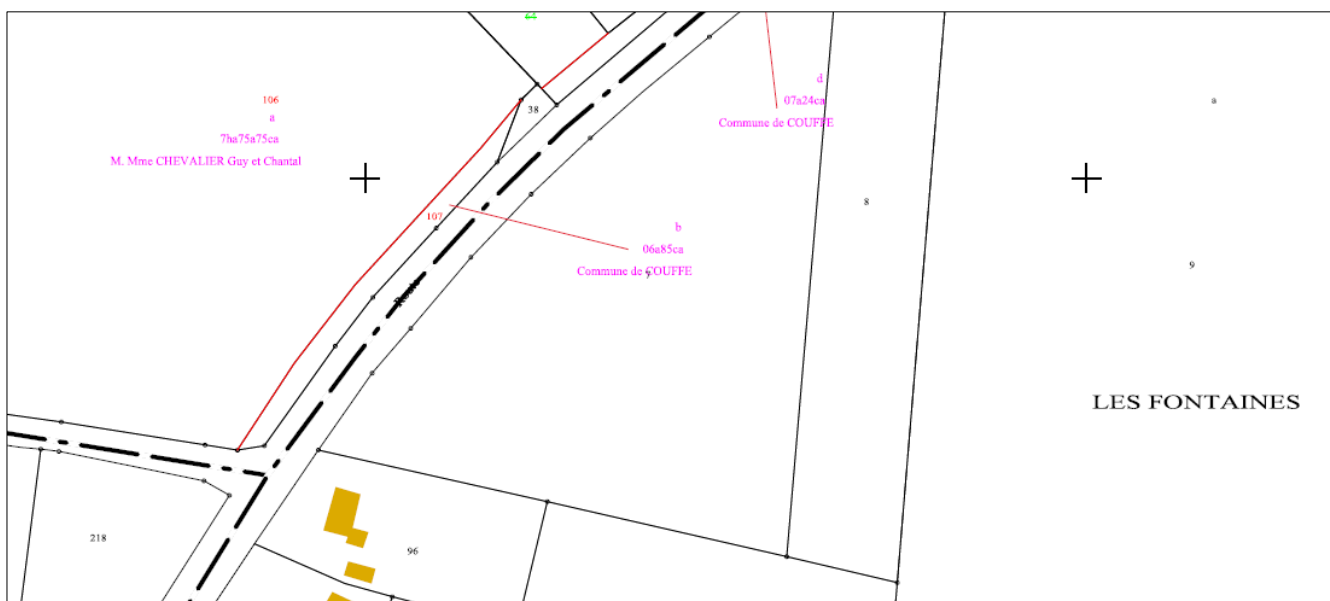 106
a
7ha75a75ca
M. Mme CHEVALIER Guy et Chantal
38
d
07a24ca
Commune de COUFFE
a
8
107
b
06a85ca
Commune de COUFFE
9
Route
LES FONTAINES
218
96